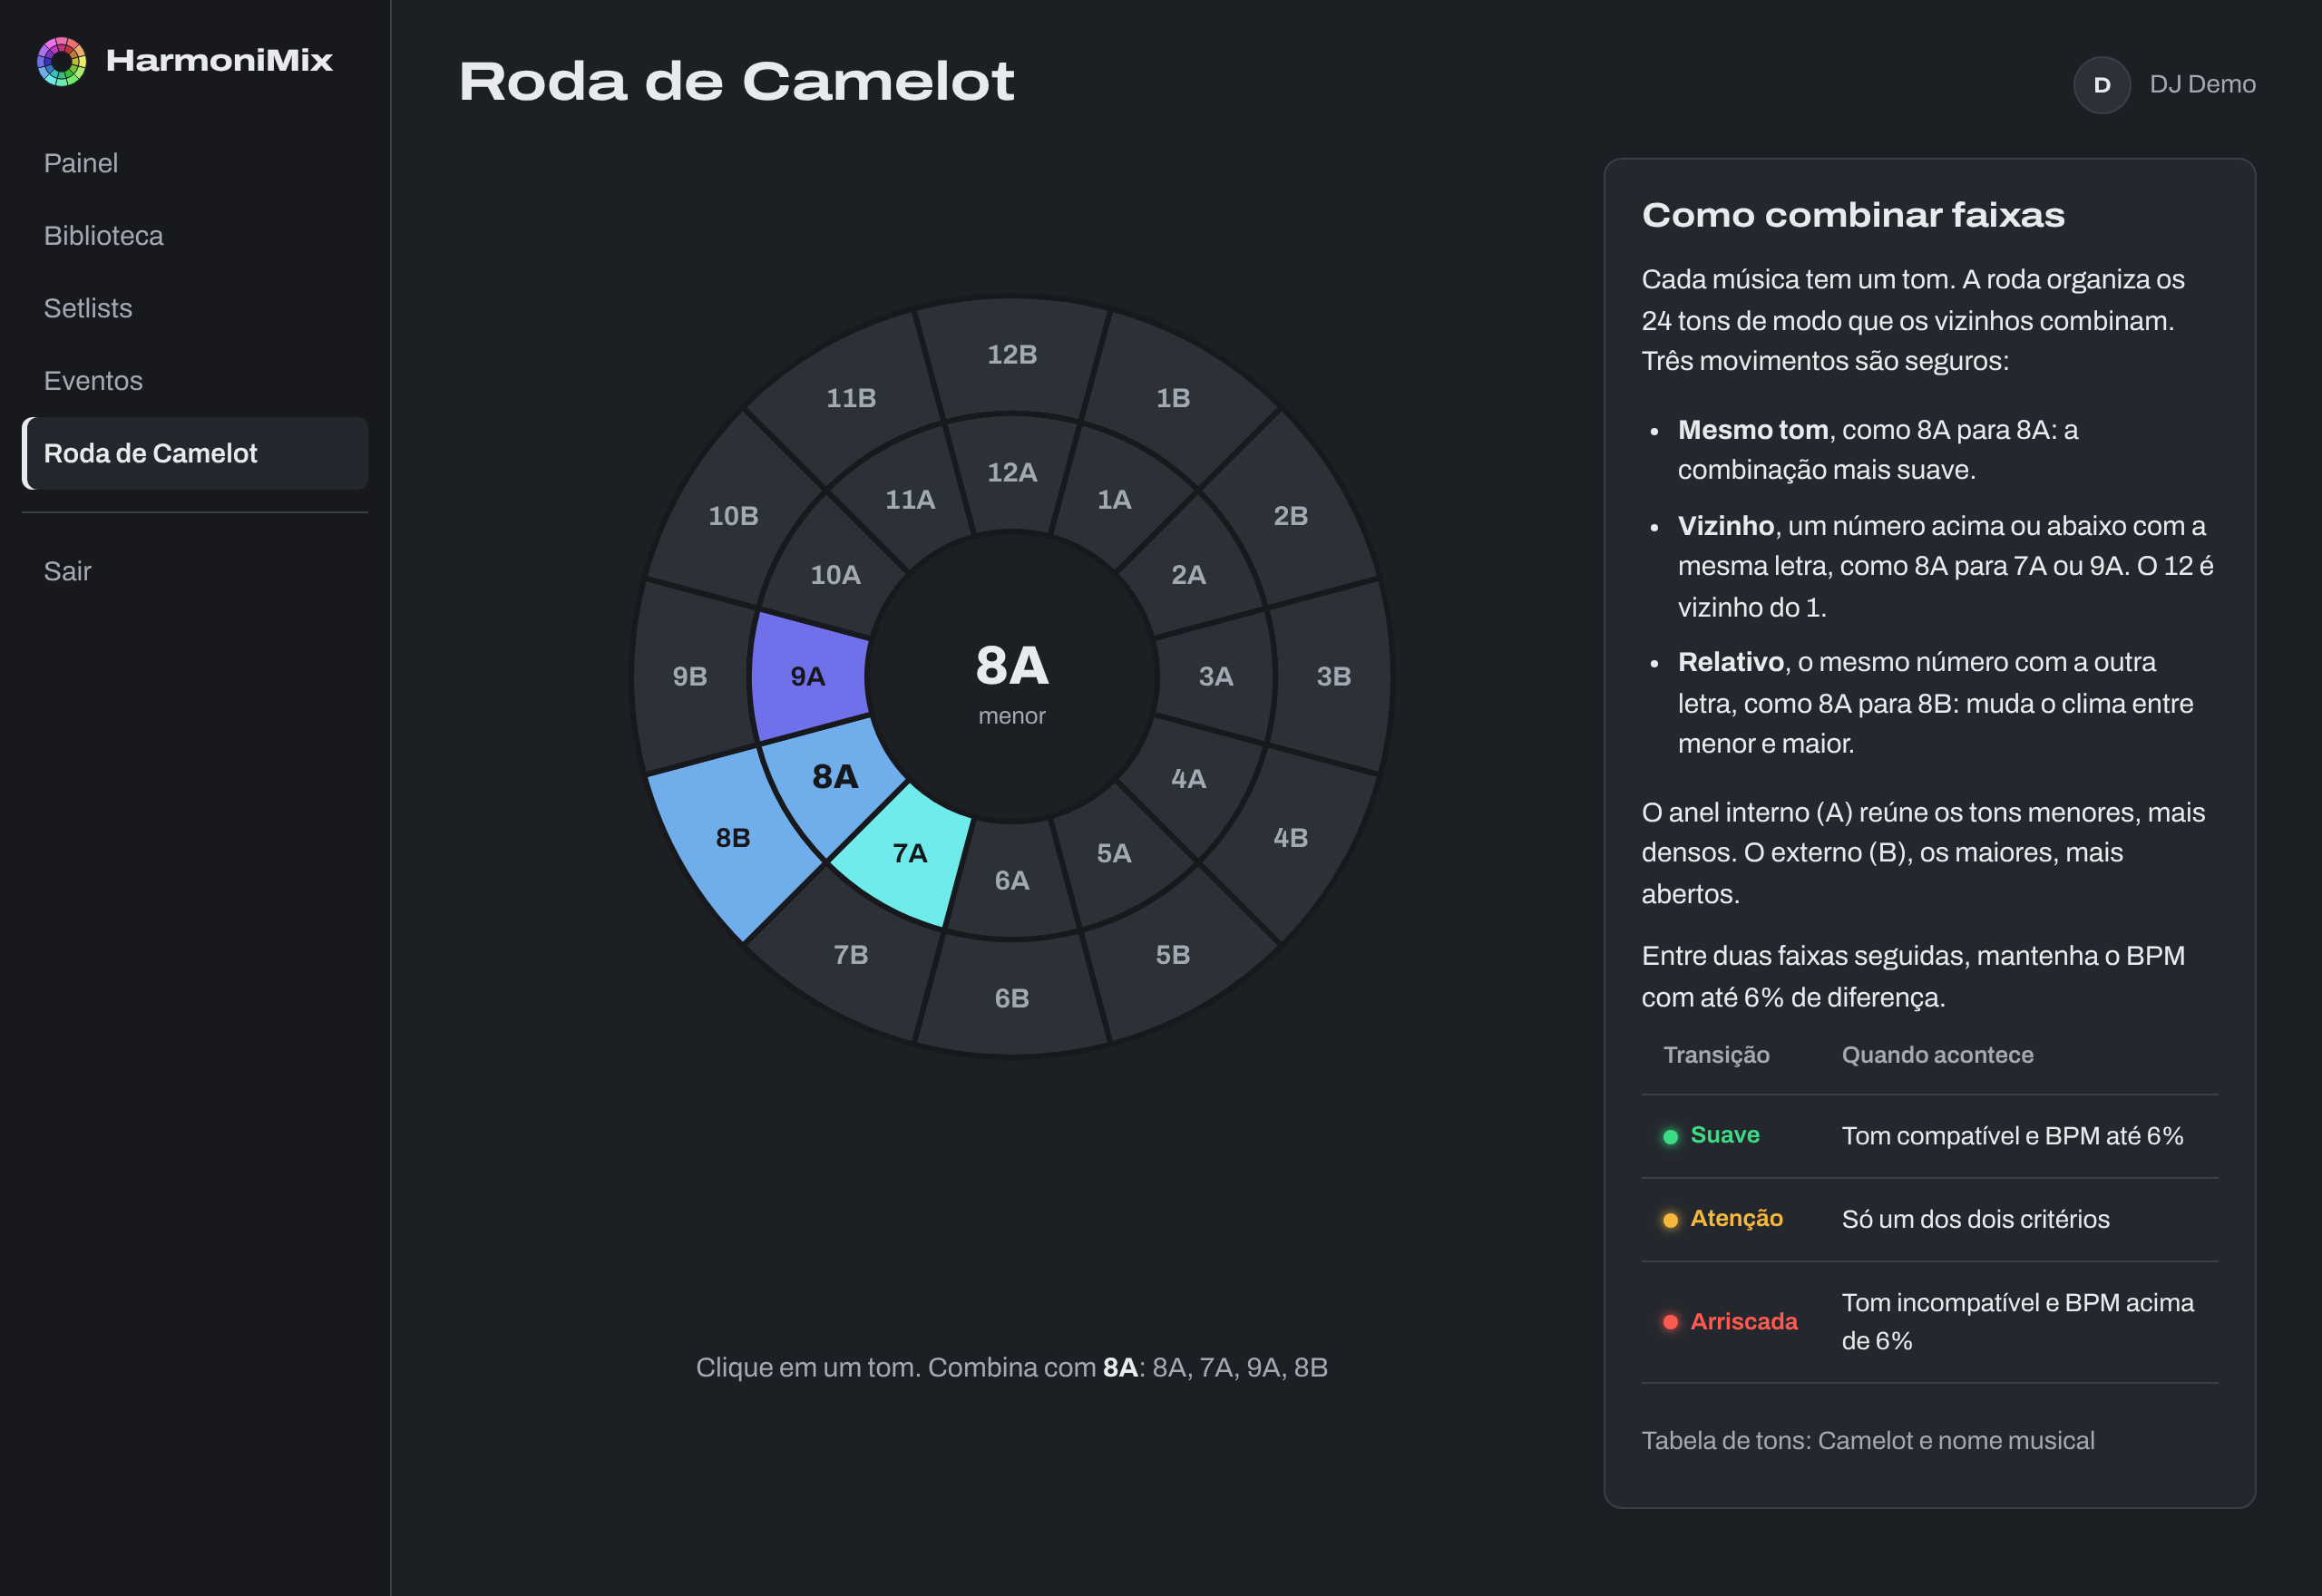 HarmoniMix
Painel
Biblioteca
Setlists
Eventos
Roda de Camelot
Sair
Roda de Camelot
D
DJ Demo
12B
11B
1B
12A
11A
1A
10B
2B
10A
2A
9B
9A
8A
menor
3A
3B
8A
4A
8B
4B
7A
5A
6A
7B
5B
6B
Clique em um tom. Combina com 8A: 8A, 7A, 9A, 8B
Como combinar faixas
Cada música tem um tom. A roda organiza os
24 tons de modo que os vizinhos combinam.
Três movimentos são seguros:
• Mesmo tom, como 8A para 8A: a
combinação mais suave.
• Vizinho, um número acima ou abaixo com a
mesma letra, como 8A para 7A ou 9A. O 12 é
vizinho do 1.
• Relativo, o mesmo número com a outra
letra, como 8A para 8B: muda o clima entre
menor e maior.
O anel interno (A) reúne os tons menores, mais
densos. O externo (B), os maiores, mais
abertos.
Entre duas faixas seguidas, mantenha o BPM
com até 6% de diferença.
Transição Quando acontece
Suave Tom compatível e BPM até 6%
Atenção Só um dos dois critérios
Arriscada Tom incompatível e BPM acima
de 6%
Tabela de tons: Camelot e nome musical